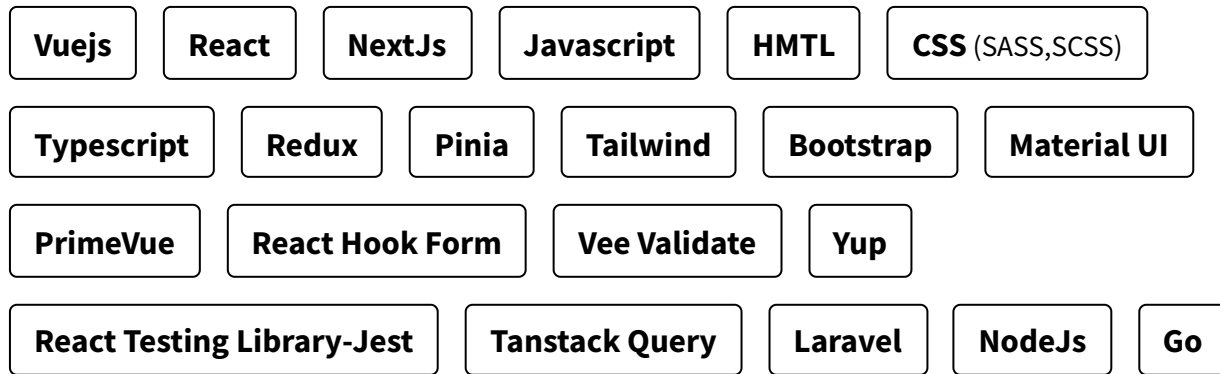 Vuejs React NextJs Javascript HMTL CSS (SASS,SCSS)
Typescript Redux Pinia Tailwind Bootstrap Material UI
PrimeVue React Hook Form Vee Validate Yup
React Testing Library-Jest Tanstack Query Laravel NodeJs Go